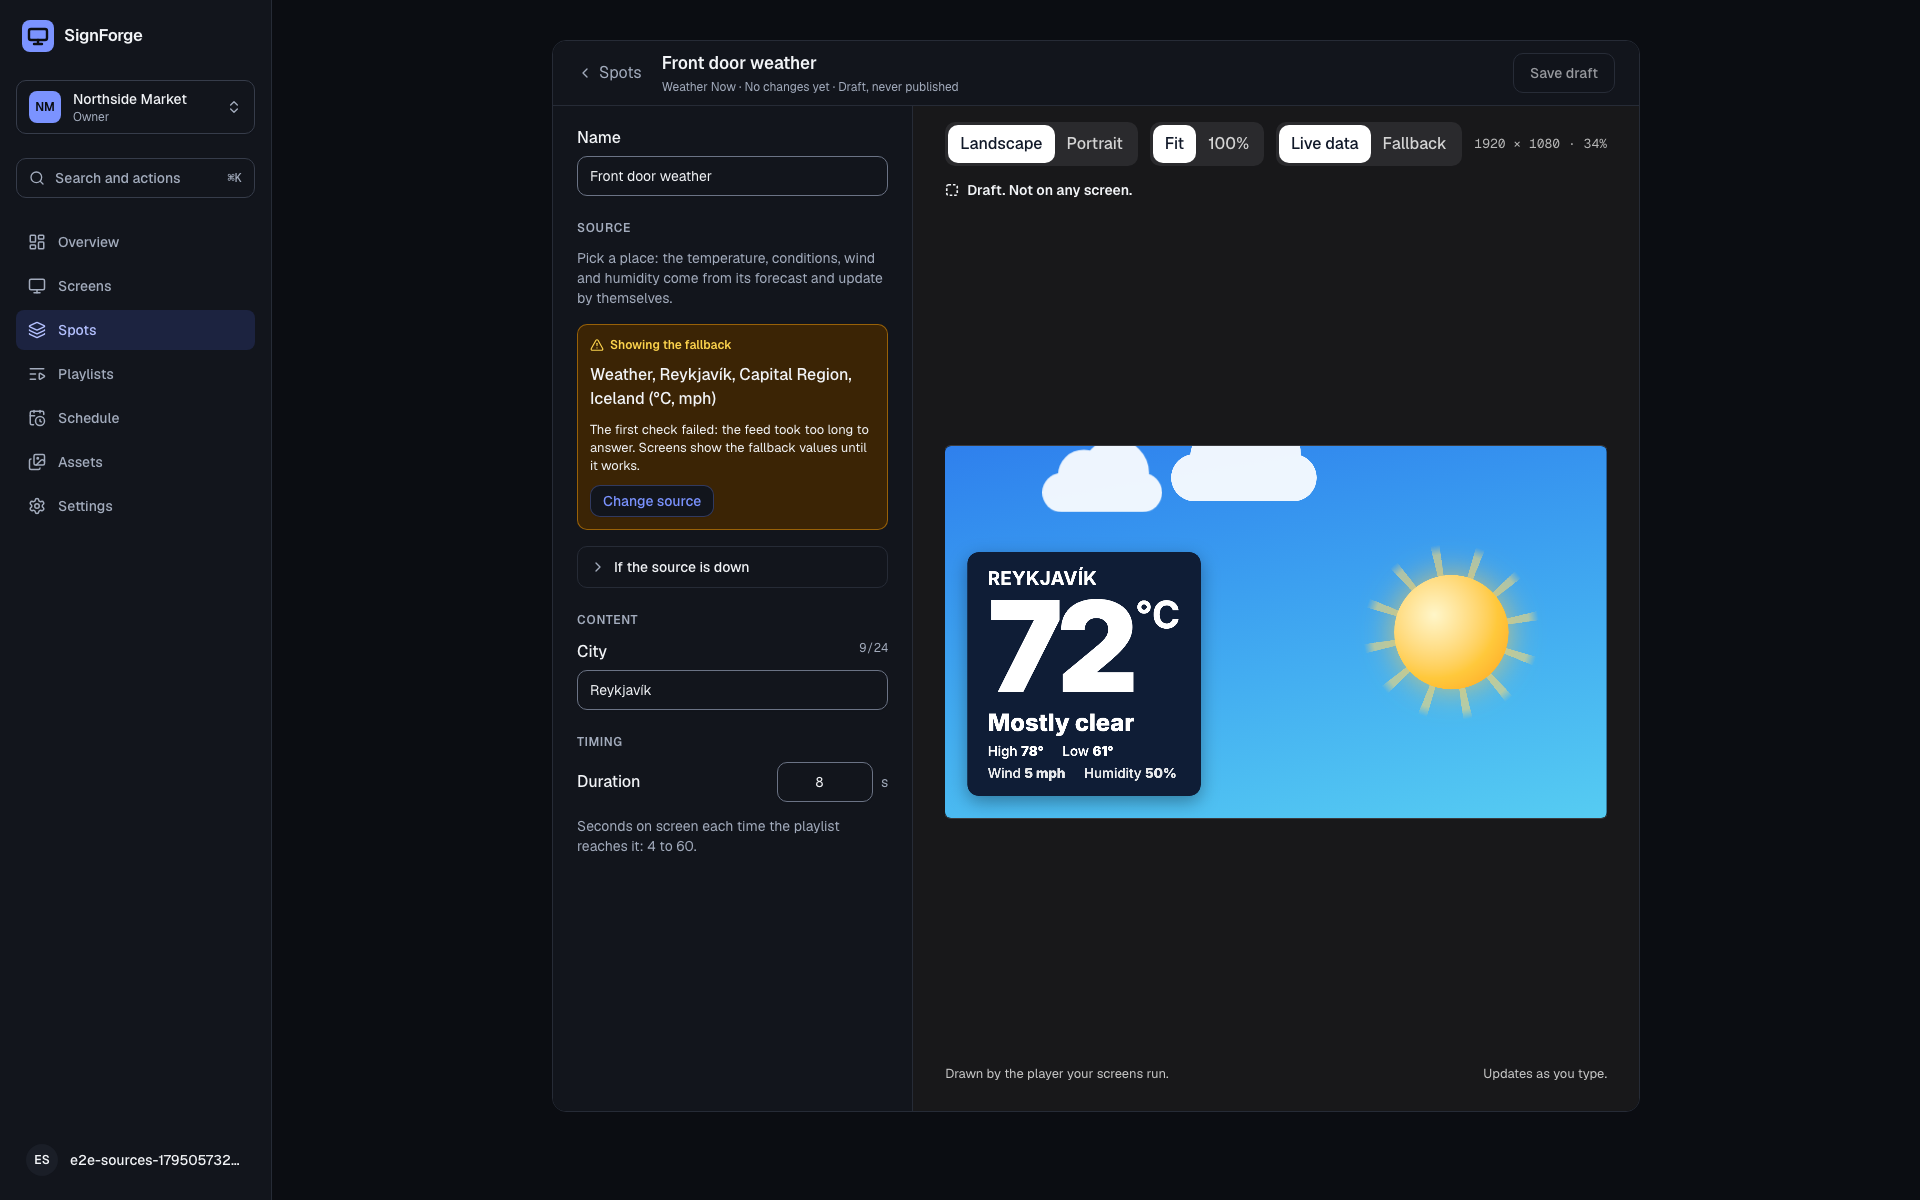 SignForge
NM
Northside Market
Owner
Search and actions
⌘K
Overview
Screens
Spots
Playlists
Schedule
Assets
Settings
ES
e2e-sources-179505732...
Spots
Front door weather
Weather Now · No changes yet · Draft, never published
Save draft
Name
Front door weather
SOURCE
Pick a place: the temperature, conditions, wind
and humidity come from its forecast and update
by themselves.
Showing the fallback
Weather, Reykjavík, Capital Region,
Iceland (°C, mph)
The first check failed: the feed took too long to
answer. Screens show the fallback values until
it works.
Change source
If the source is down
CONTENT
City
9/24
Reykjavík
TIMING
Duration
8
s
Seconds on screen each time the playlist
reaches it: 4 to 60.
Landscape
Portrait
Fit
100%
Live data
Fallback
1920 × 1080 · 34%
Draft. Not on any screen.
REYKJAVÍK
72°C
Mostly clear
High 78° Low 61°
Wind 5 mph Humidity 50%
Drawn by the player your screens run.
Updates as you type.